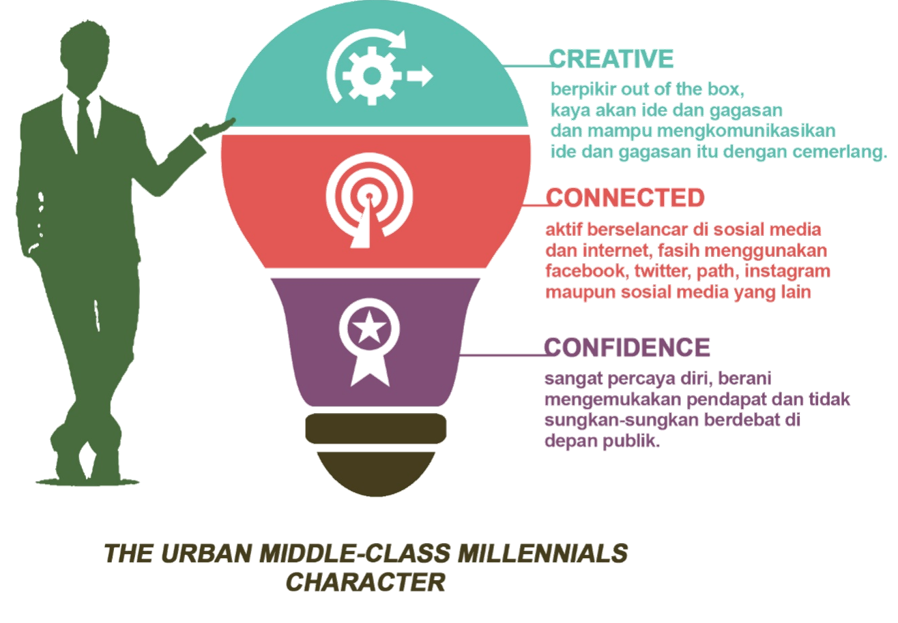 CREATIVE
berpikir out of the box,
kaya akan ide dan gagasan
dan mampu mengkomunikasikan
ide dan gagasan itu dengan cemerlang.
CONNECTED
aktif berselancar di sosial media
dan internet, fasih menggunakan
facebook, twitter, path, instagram
maupun sosial media yang lain
CONFIDENCE
sangat percaya diri, berani
mengemukakan pendapat dan tidak
sungkan-sungkan berdebat di
depan publik.
THE URBAN MIDDLE-CLASS MILLENNIALS
CHARACTER